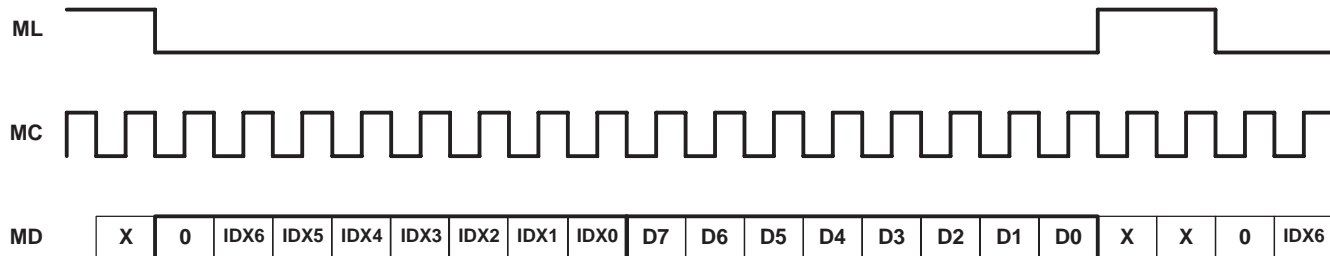 ML
MC
MD X 0 IDX6 IDX5 IDX4 IDX3 IDX2 IDX1 IDX0 D7 D6 D5 D4 D3 D2 D1 D0 X X 0 IDX6